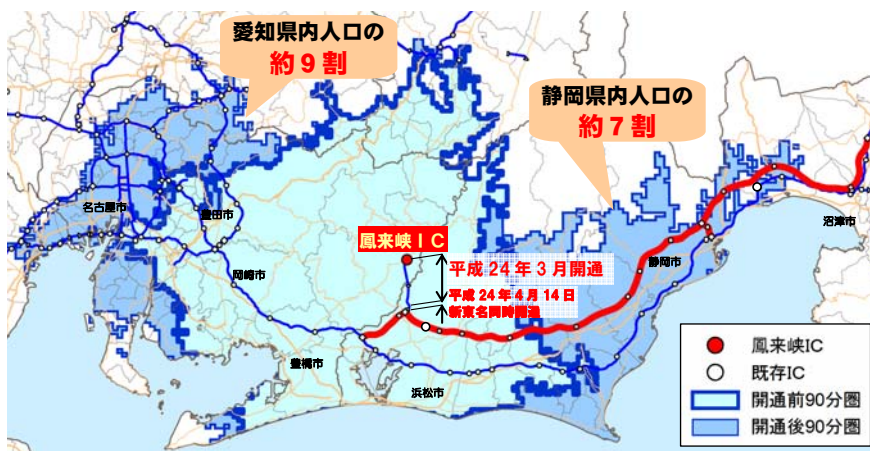 愛知県内人口の
約9割
静岡県内人口の
約7割
名古屋市
豊田市
岡崎市
鳳来峡IC
平成24年3月開通
平成24年4月14日
新東名同時開通
静岡市
沼津市
豊橋市
浜松市
鳳来峡IC
既存IC
開通前90分圏
開通後90分圏